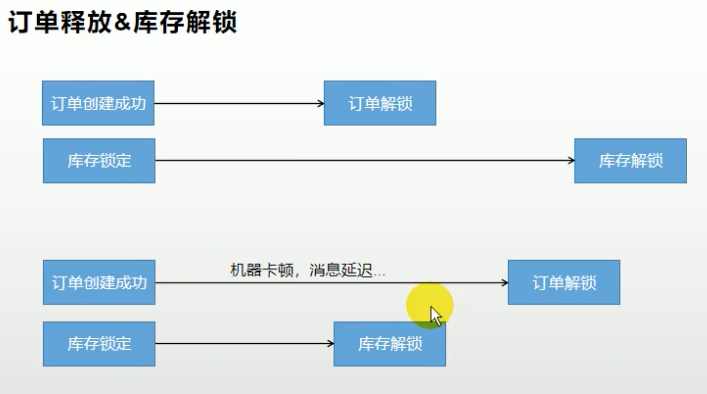 订单释放&库存解锁
订单创建成功
订单解锁
库存锁定
库存解锁
机器卡顿，消息延迟...
订单创建成功
订单解锁
库存锁定
库存解锁